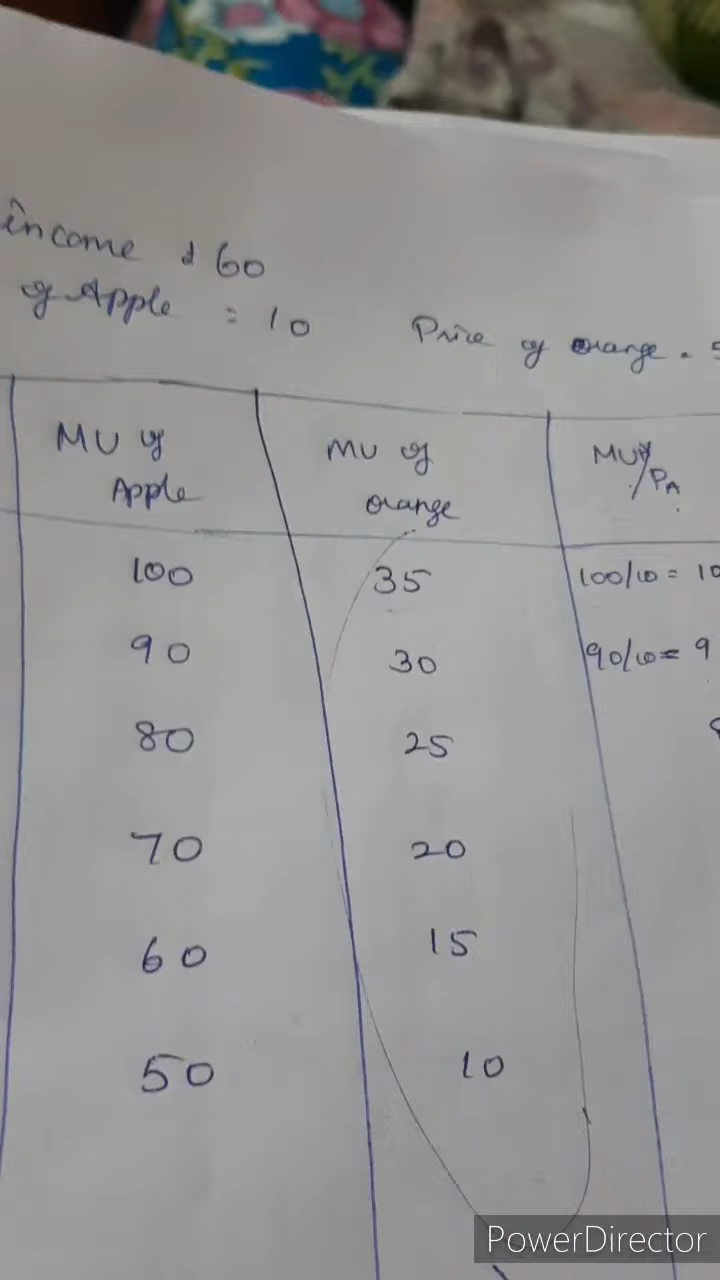 income $ 60
of Apple = 10 Price of orange =
MU of Apple MU of orange MU / PA
100 35 100/10 = 10
90 30 90/10 = 9
80 25
70 20
60 15
50 10
PowerDirector